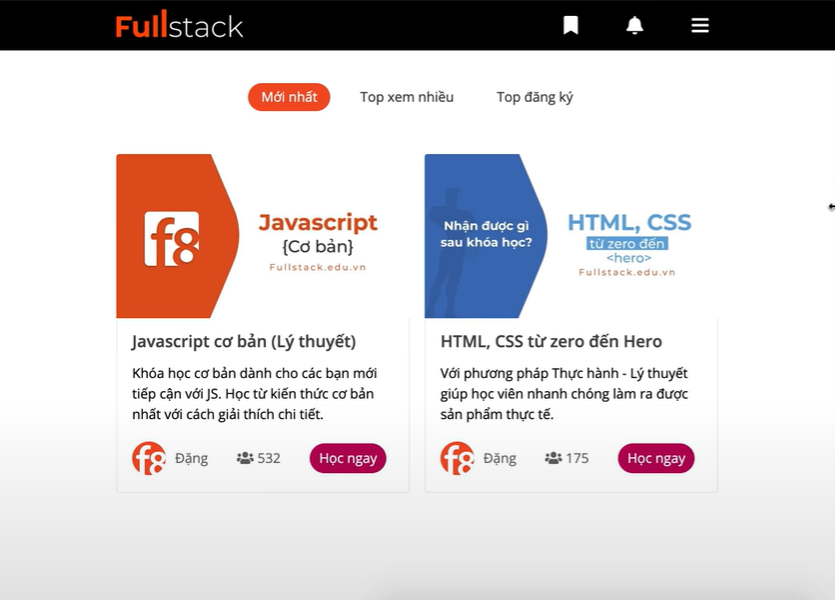 Fullstack
Mới nhất
Top xem nhiều
Top đăng ký
f8
Javascript
{Cơ bản}
Fullstack.edu.vn
Javascript cơ bản (Lý thuyết)
Khóa học cơ bản dành cho các bạn mới
tiếp cận với JS. Học từ kiến thức cơ bản
nhất với cách giải thích chi tiết.
f8
Đặng
532
Học ngay
Nhận được gì
sau khóa học?
HTML, CSS
từ zero đến
<hero>
Fullstack.edu.vn
HTML, CSS từ zero đến Hero
Với phương pháp Thực hành - Lý thuyết
giúp học viên nhanh chóng làm ra được
sản phẩm thực tế.
f8
Đặng
175
Học ngay